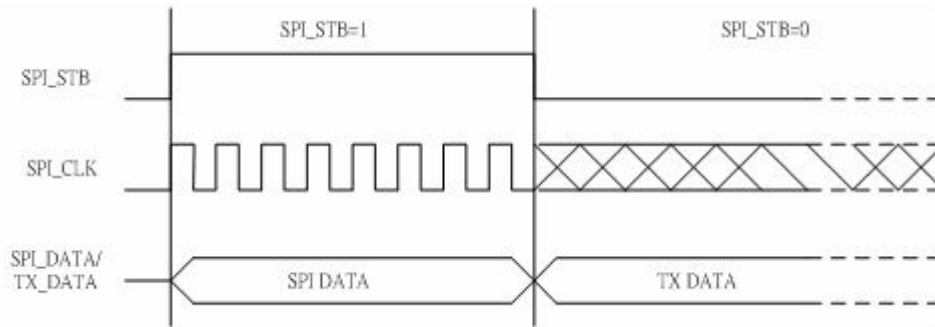 SPI_STB=1
SPI_STB=0
SPI_STB
SPI_CLK
SPI_DATA/
TX_DATA
SPI DATA
TX DATA